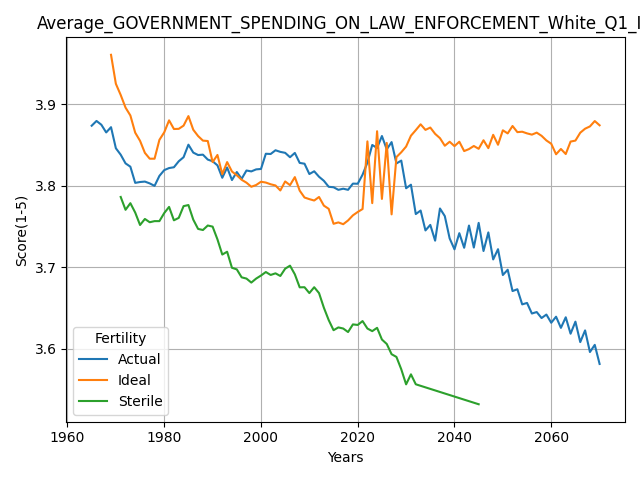 Average_GOVERNMENT_SPENDING_ON_LAW_ENFORCEMENT_White_Q1_I
3.9
3.8
3.7
3.6
Score(1-5)
Fertility
Actual
Ideal
Sterile
1960 1980 2000 2020 2040 2060
Years